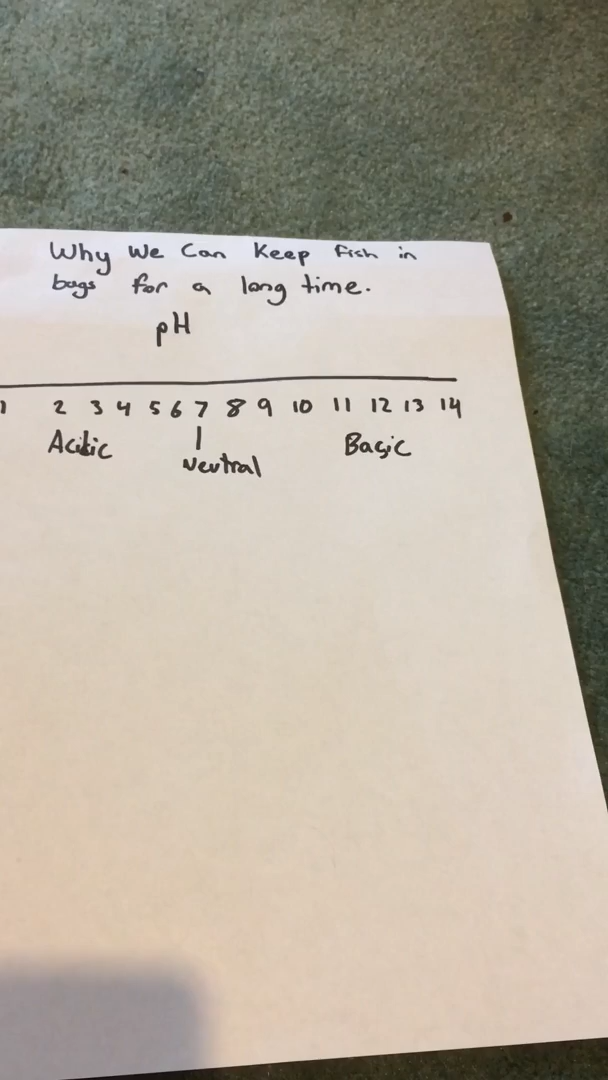 Why We Can Keep fish in
bags for a long time.
pH
1 2 3 4 5 6 7 8 9 10 11 12 13 14
Acidic Neutral Basic